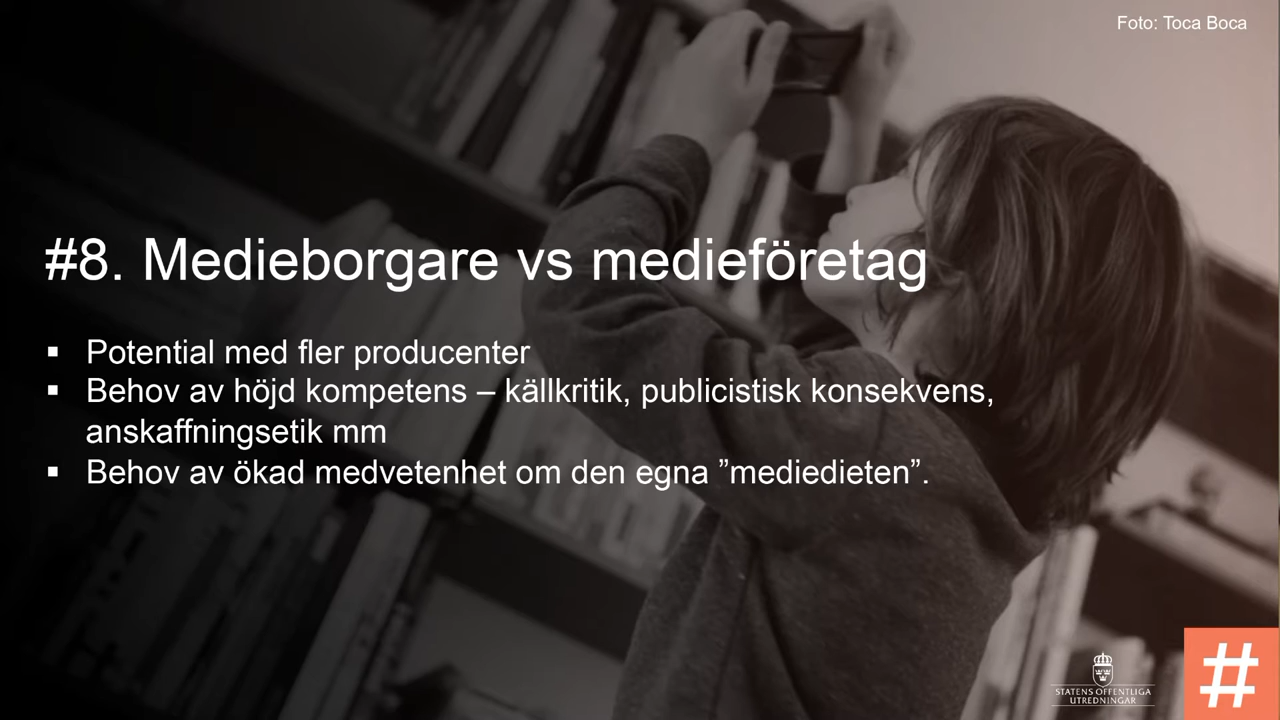 Foto: Toca Boca
#8. Medieborgare vs medieföretag
▪ Potential med fler producenter
▪ Behov av höjd kompetens – källkritik, publicistisk konsekvens,
anskaffningsetik mm
▪ Behov av ökad medvetenhet om den egna ”mediedieten”.
STATENS OFFENTLIGA
UTREDNINGAR
#